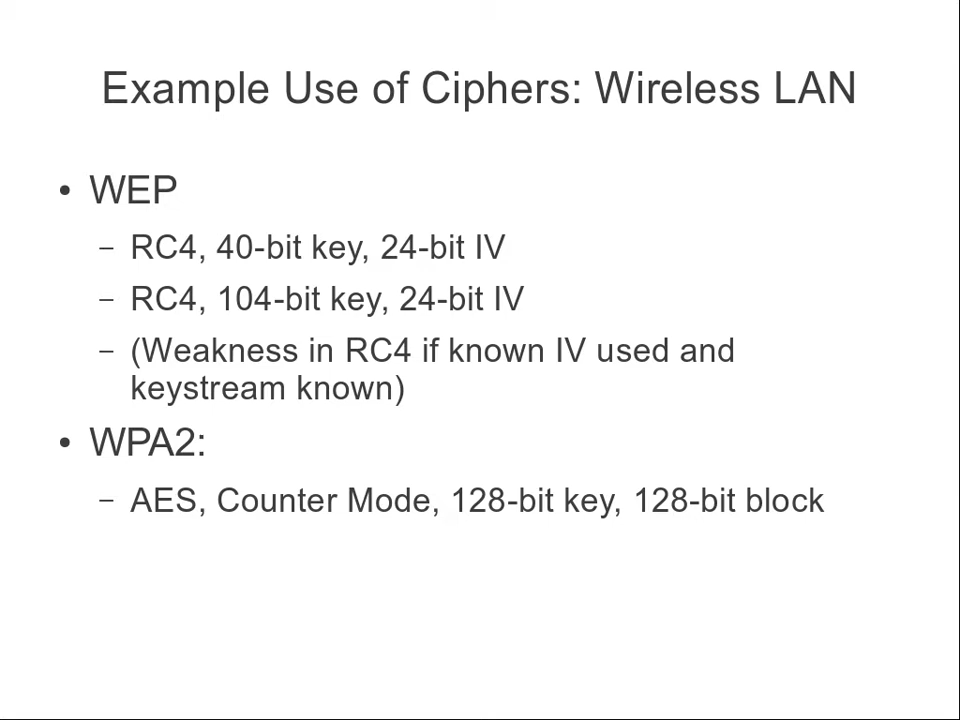 Example Use of Ciphers: Wireless LAN
• WEP
– RC4, 40-bit key, 24-bit IV
– RC4, 104-bit key, 24-bit IV
– (Weakness in RC4 if known IV used and
keystream known)
• WPA2:
– AES, Counter Mode, 128-bit key, 128-bit block